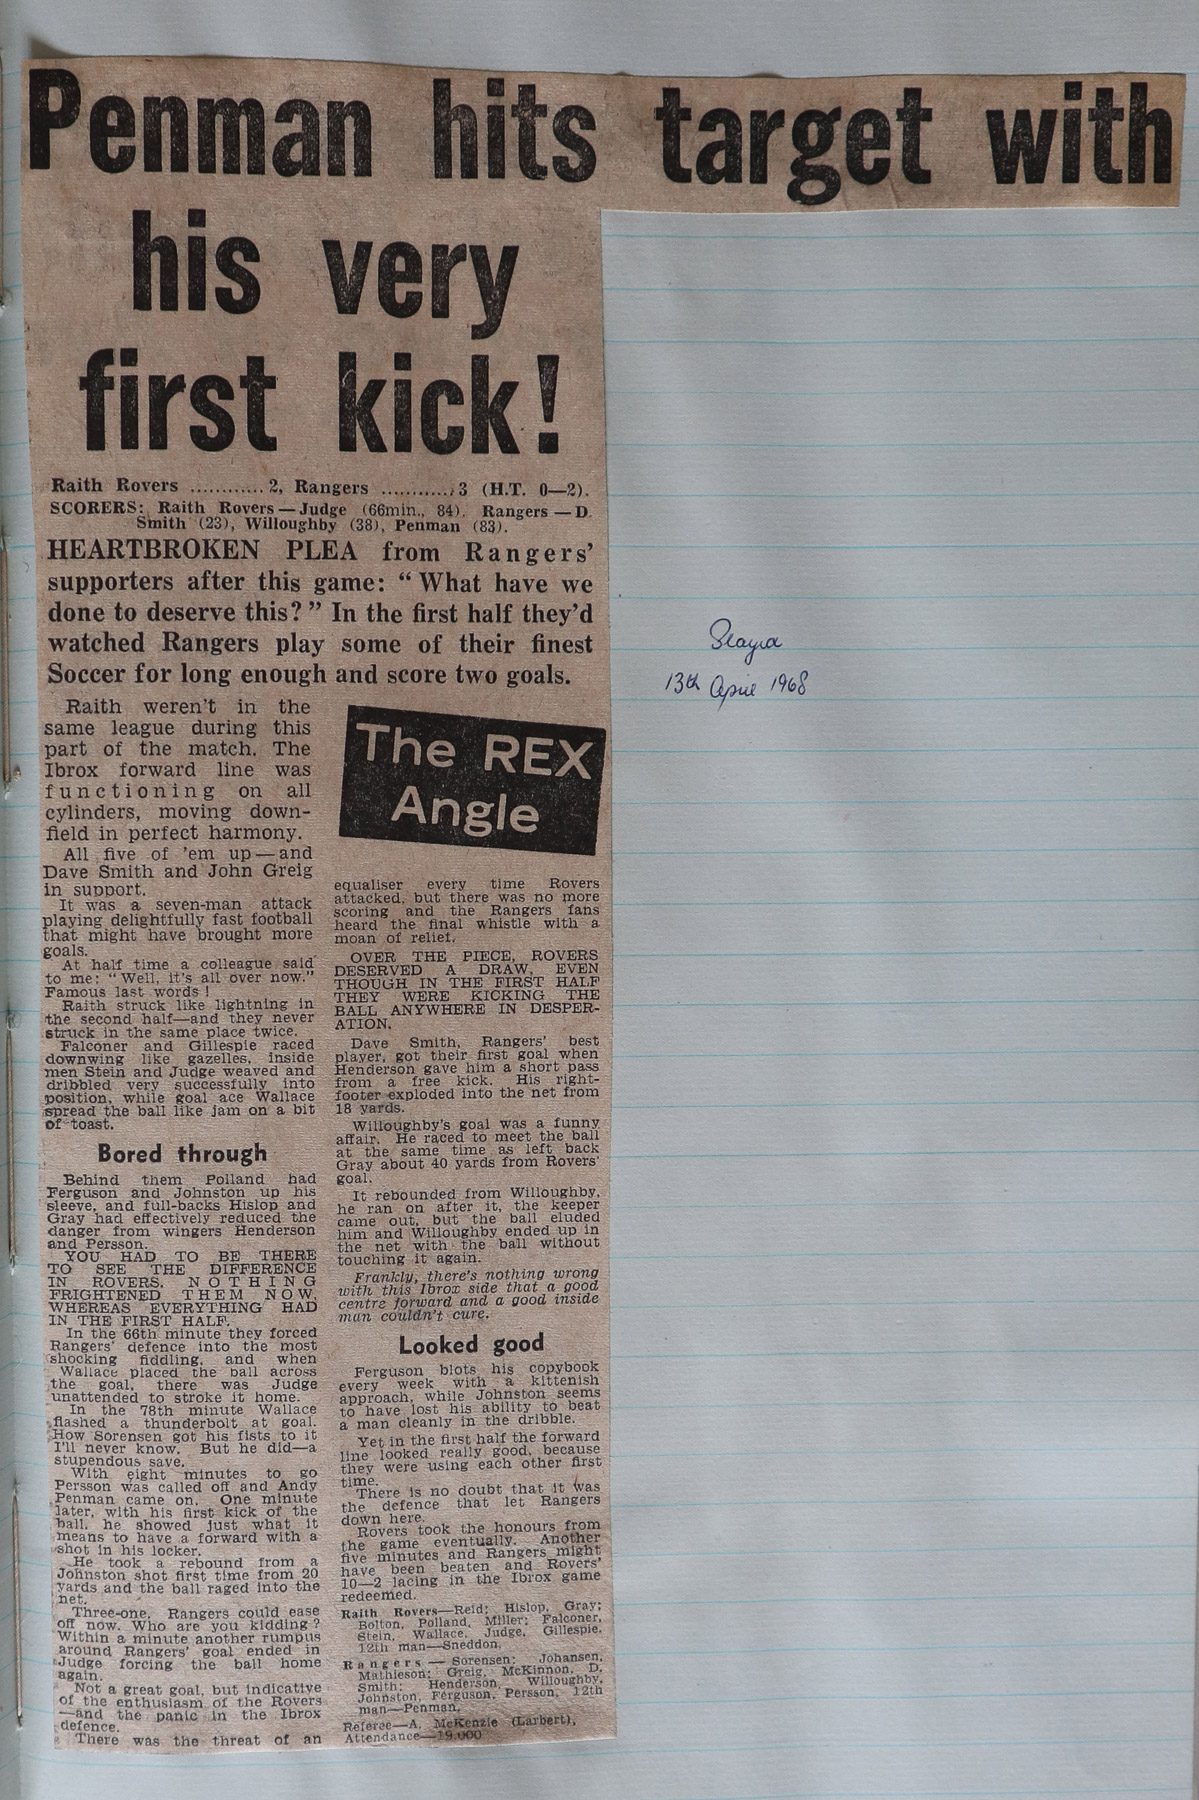 Penman hits target with
his very
first kick!
Raith Rovers ............ 2, Rangers ........... 3 (H.T. 0—2).
SCORERS: Raith Rovers—Judge (66min., 84). Rangers—D.
Smith (23), Willoughby (38), Penman (83).
HEARTBROKEN PLEA from Rangers'
supporters after this game: “What have we
done to deserve this?” In the first half they'd
watched Rangers play some of their finest
Soccer for long enough and score two goals.
Raith weren't in the
same league during this
part of the match. The
Ibrox forward line was
functioning on all
cylinders, moving down-
field in perfect harmony.
All five of 'em up—and
Dave Smith and John Greig
in support.
It was a seven-man attack
playing delightfully fast football
that might have brought more
goals.
At half time a colleague said
to me: “Well, it's all over now.”
Famous last words!
Raith struck like lightning in
the second half—and they never
struck in the same place twice.
Falconer and Gillespie raced
downwing like gazelles, inside
men Stein and Judge weaved and
dribbled very successfully into
position, while goal ace Wallace
spread the ball like jam on a bit
of toast.
Bored through
Behind them Polland had
Ferguson and Johnston up his
sleeve, and full-backs Hislop and
Gray had effectively reduced the
danger from wingers Henderson
and Persson.
YOU HAD TO BE THERE
TO SEE THE DIFFERENCE
IN ROVERS. NOTHING
FRIGHTENED THEM NOW,
WHEREAS EVERYTHING HAD
IN THE FIRST HALF.
In the 66th minute they forced
Rangers' defence into the most
shocking fiddling, and when
Wallace placed the ball across
the goal, there was Judge
unattended to stroke it home.
In the 78th minute Wallace
flashed a thunderbolt at goal.
How Sorensen got his fists to it
I'll never know. But he did—a
stupendous save.
With eight minutes to go
Persson was called off and Andy
Penman came on. One minute
later, with his first kick of the
ball, he showed just what it
means to have a forward with a
shot in his locker.
He took a rebound from a
Johnston shot first time from 20
yards and the ball raged into the
net.
Three-one. Rangers could ease
off now. Who are you kidding?
Within a minute another rumpus
around Rangers' goal ended in
Judge forcing the ball home
again.
Not a great goal, but indicative
of the enthusiasm of the Rovers
—and the panic in the Ibrox
defence.
There was the threat of an
The REX
Angle
equaliser every time Rovers
attacked, but there was no more
scoring and the Rangers fans
heard the final whistle with a
moan of relief.
OVER THE PIECE, ROVERS
DESERVED A DRAW, EVEN
THOUGH IN THE FIRST HALF
THEY WERE KICKING THE
BALL ANYWHERE IN DESPER-
ATION.
Dave Smith, Rangers' best
player, got their first goal when
Henderson gave him a short pass
from a free kick. His right-
footer exploded into the net from
18 yards.
Willoughby's goal was a funny
affair. He raced to meet the ball
at the same time as left back
Gray about 40 yards from Rovers'
goal.
It rebounded from Willoughby,
he ran on after it, the keeper
came out, but the ball eluded
him and Willoughby ended up in
the net with the ball without
touching it again.
Frankly, there's nothing wrong
with this Ibrox side that a good
centre forward and a good inside
man couldn't cure.
Looked good
Ferguson blots his copybook
every week with a kittenish
approach, while Johnston seems
to have lost his ability to beat
a man cleanly in the dribble.
Yet in the first half the forward
line looked really good, because
they were using each other first
time.
There is no doubt that it was
the defence that let Rangers
down here.
Rovers took the honours from
the game eventually. Another
five minutes and Rangers might
have been beaten and Rovers'
10—2 lacing in the Ibrox game
redeemed.
Raith Rovers—Reid; Hislop, Gray;
Bolton, Polland, Miller; Falconer,
Stein, Wallace, Judge, Gillespie.
12th man—Sneddon.
Rangers — Sorensen; Johansen,
Mathieson; Greig, McKinnon, D.
Smith; Henderson, Willoughby,
Johnston, Ferguson, Persson. 12th
man—Penman.
Referee—A. McKenzie (Larbert).
Attendance—19,000
13th April 1968